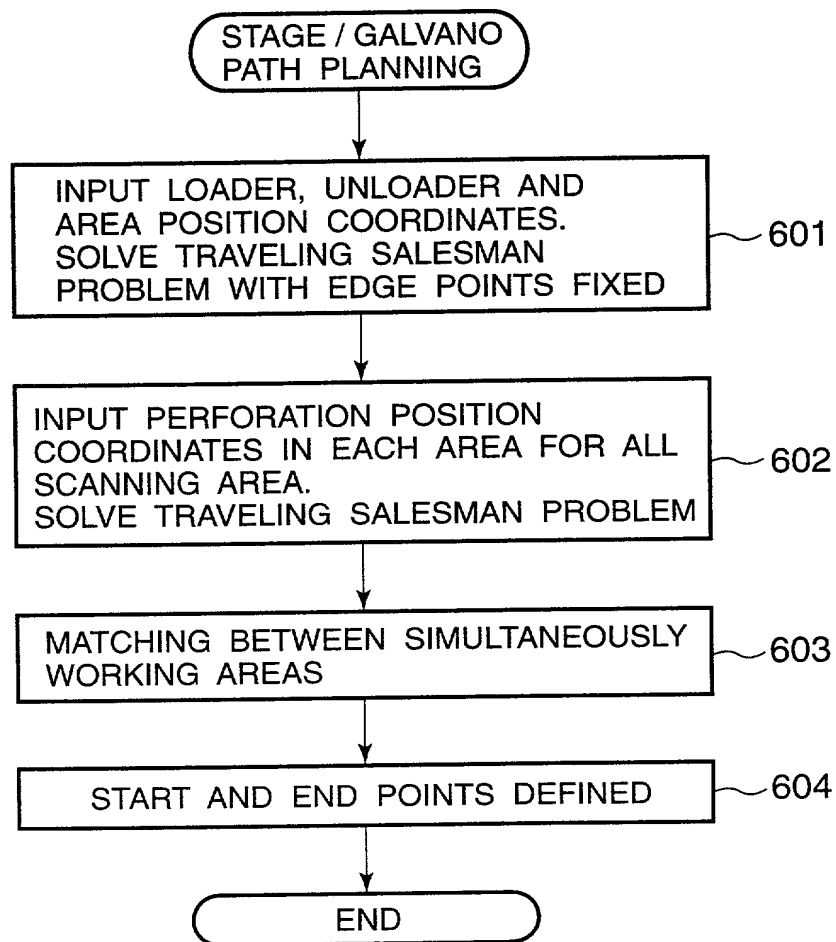 STAGE / GALVANO
PATH PLANNING
INPUT LOADER, UNLOADER AND
AREA POSITION COORDINATES.
SOLVE TRAVELING SALESMAN
PROBLEM WITH EDGE POINTS FIXED
601
INPUT PERFORATION POSITION
COORDINATES IN EACH AREA FOR ALL
SCANNING AREA.
SOLVE TRAVELING SALESMAN PROBLEM
602
MATCHING BETWEEN SIMULTANEOUSLY
WORKING AREAS
603
START AND END POINTS DEFINED
604
END